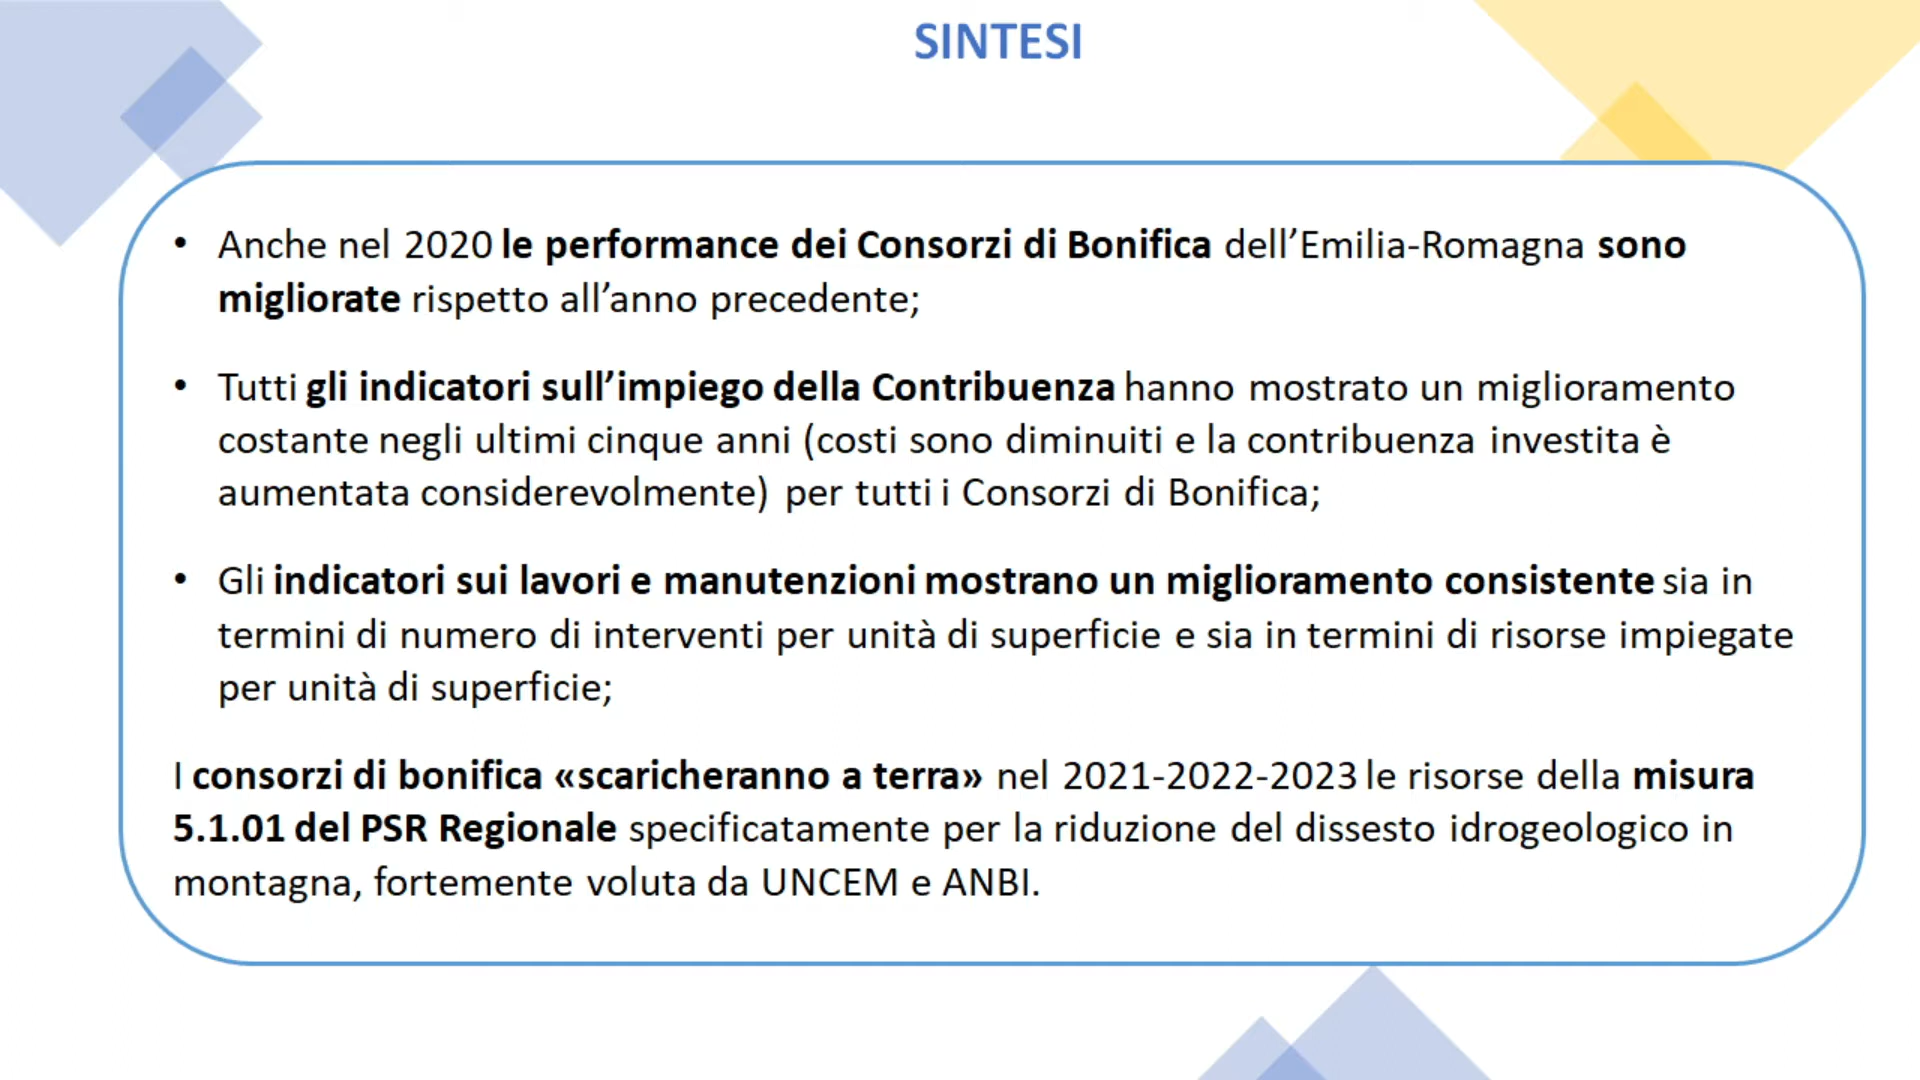 SINTESI
• Anche nel 2020 le performance dei Consorzi di Bonifica dell’Emilia-Romagna sono
migliorate rispetto all’anno precedente;
• Tutti gli indicatori sull’impiego della Contribuenza hanno mostrato un miglioramento
costante negli ultimi cinque anni (costi sono diminuiti e la contribuenza investita è
aumentata considerevolmente) per tutti i Consorzi di Bonifica;
• Gli indicatori sui lavori e manutenzioni mostrano un miglioramento consistente sia in
termini di numero di interventi per unità di superficie e sia in termini di risorse impiegate
per unità di superficie;
I consorzi di bonifica «scaricheranno a terra» nel 2021-2022-2023 le risorse della misura
5.1.01 del PSR Regionale specificatamente per la riduzione del dissesto idrogeologico in
montagna, fortemente voluta da UNCEM e ANBI.